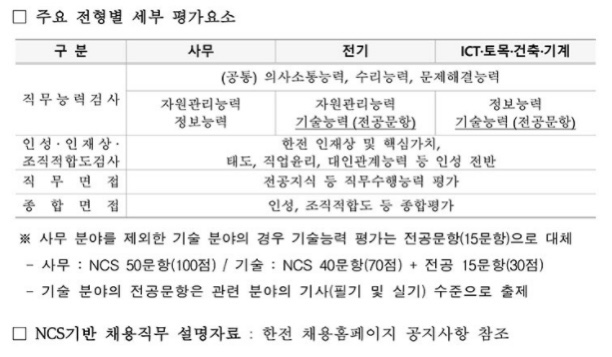 □ 주요 전형별 세부 평가요소
구 분 사무 전기 ICT·토목·건축·기계
직무능력검사 (공통) 의사소통능력, 수리능력, 문제해결능력
자원관리능력 자원관리능력 정보능력
정보능력 기술능력(전공문항) 기술능력(전공문항)
인성·인재상· 한전 인재상 및 핵심가치,
조직적합도검사 태도, 직업윤리, 대인관계능력 등 인성 전반
직 무 면 접 전공지식 등 직무수행능력 평가
종 합 면 접 인성, 조직적합도 등 종합평가
※ 사무 분야를 제외한 기술 분야의 경우 기술능력 평가는 전공문항(15문항)으로 대체
- 사무 : NCS 50문항(100점) / 기술 : NCS 40문항(70점) + 전공 15문항(30점)
- 기술 분야의 전공문항은 관련 분야의 기사(필기 및 실기) 수준으로 출제
□ NCS기반 채용직무 설명자료 : 한전 채용홈페이지 공지사항 참조